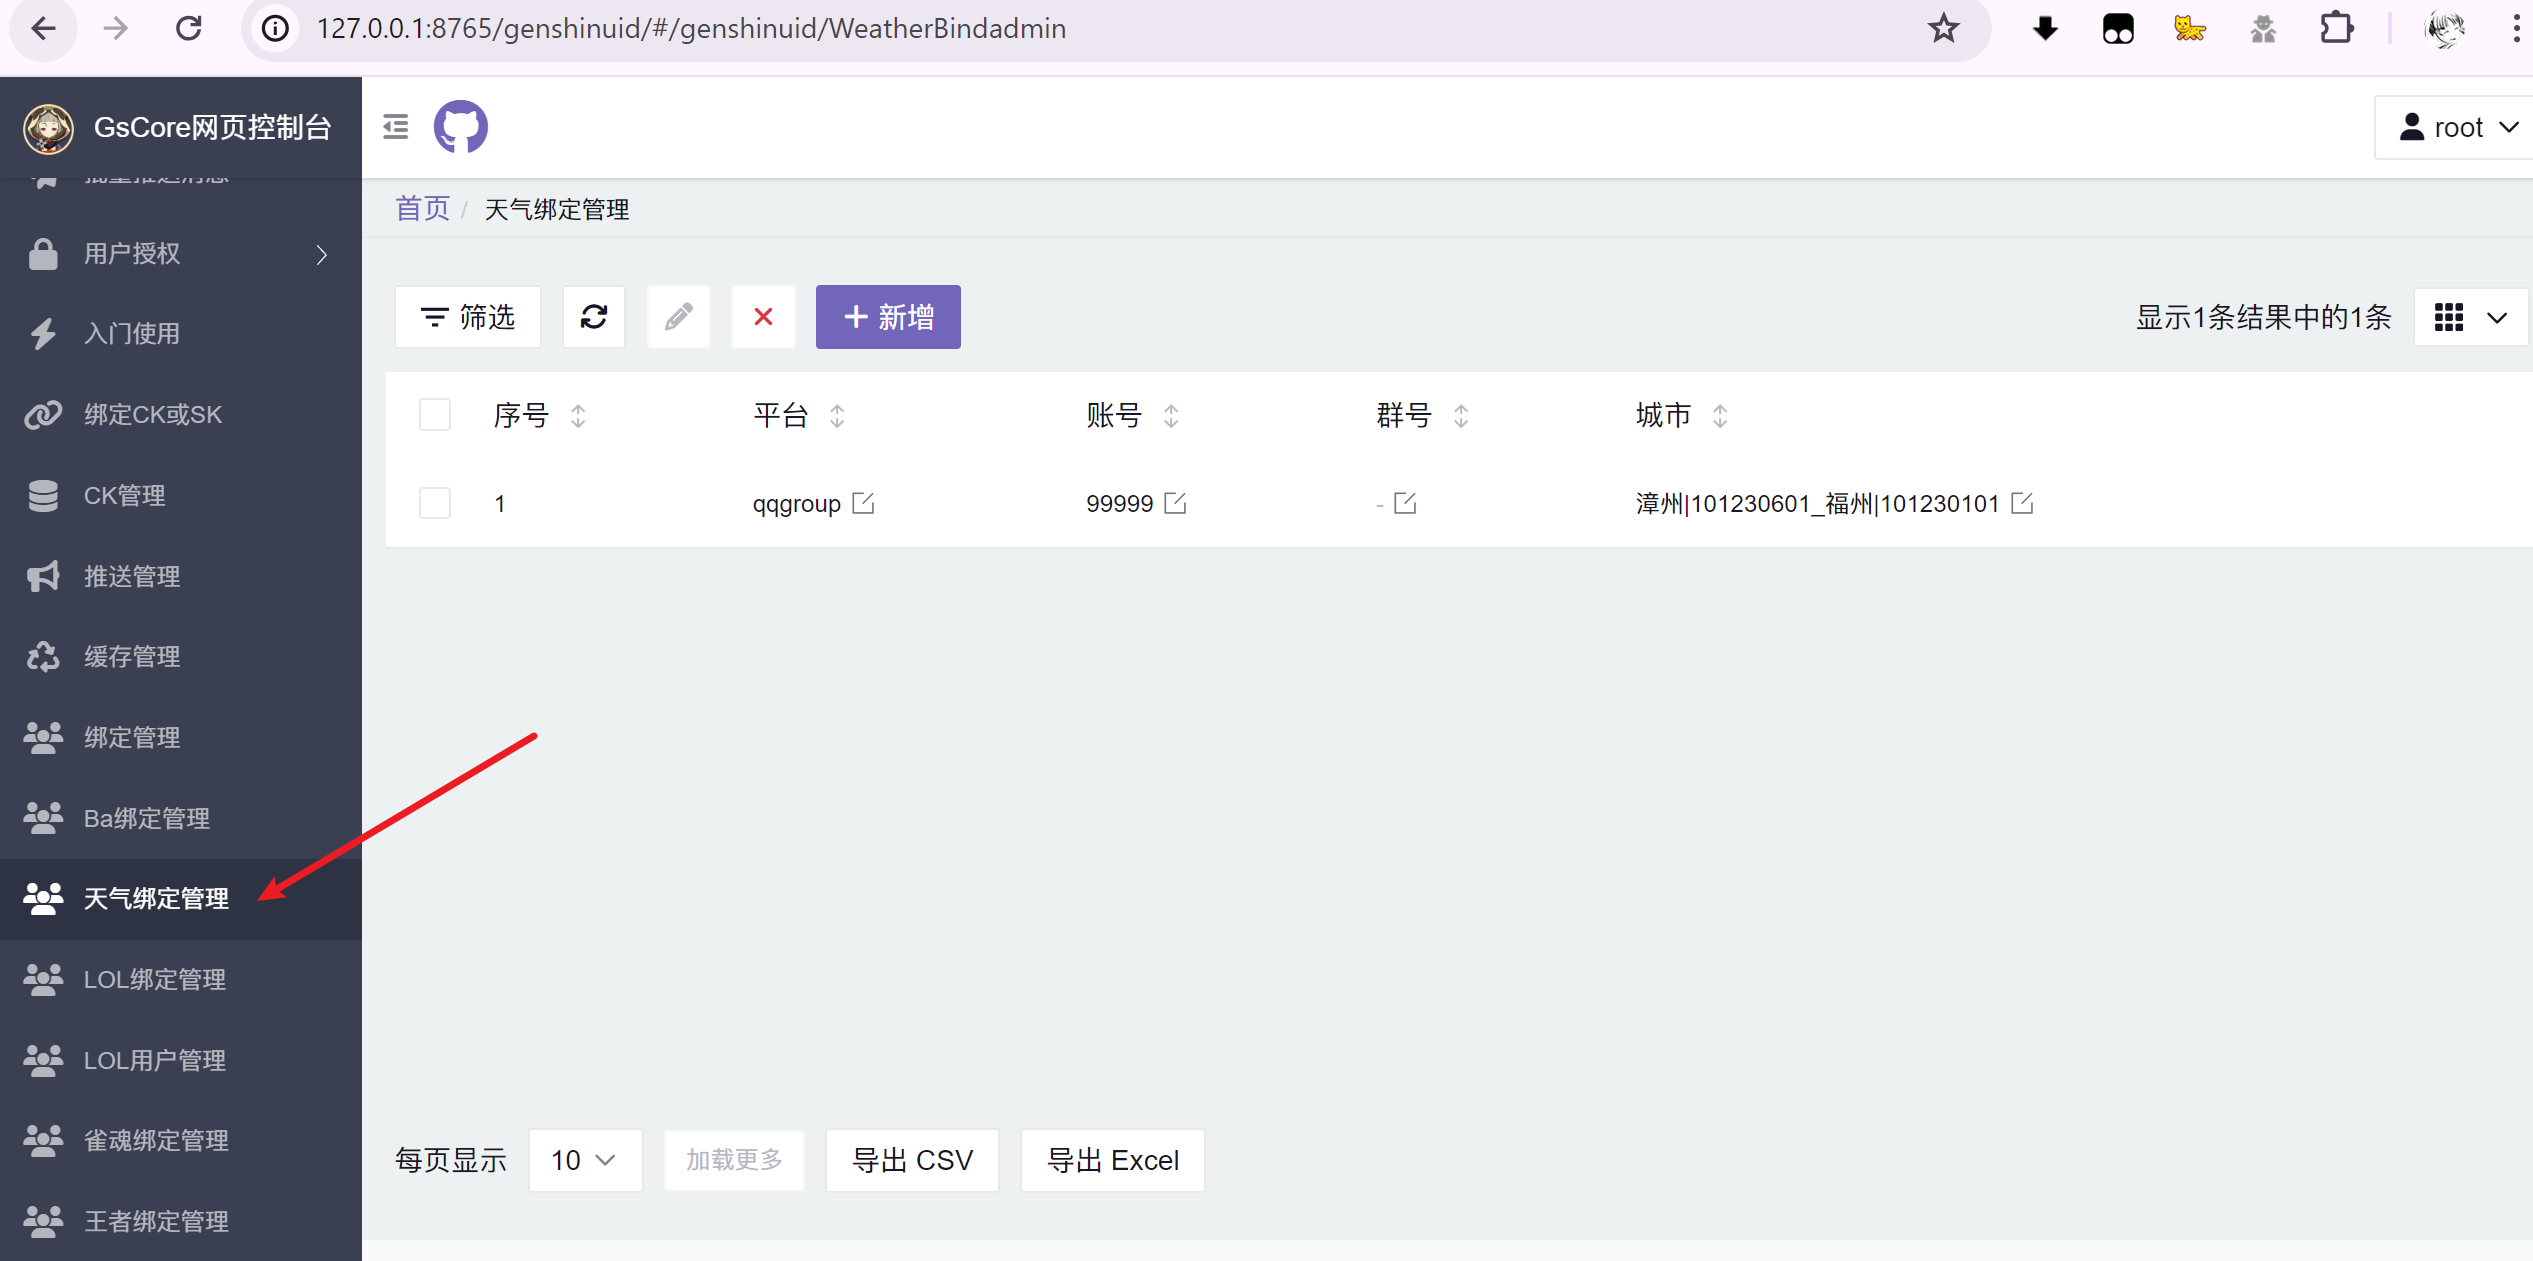 127.0.0.1:8765/genshinuid/#/genshinuid/WeatherBindadmin
GsCore网页控制台
root
用户授权
入门使用
绑定CK或SK
CK管理
推送管理
缓存管理
绑定管理
Ba绑定管理
天气绑定管理
LOL绑定管理
LOL用户管理
雀魂绑定管理
王者绑定管理
首页 / 天气绑定管理
筛选 新增 显示1条结果中的1条
序号 平台 账号 群号 城市
1 qqgroup 99999 - 漳州|101230601_福州|101230101
每页显示 10 加载更多 导出 CSV 导出 Excel